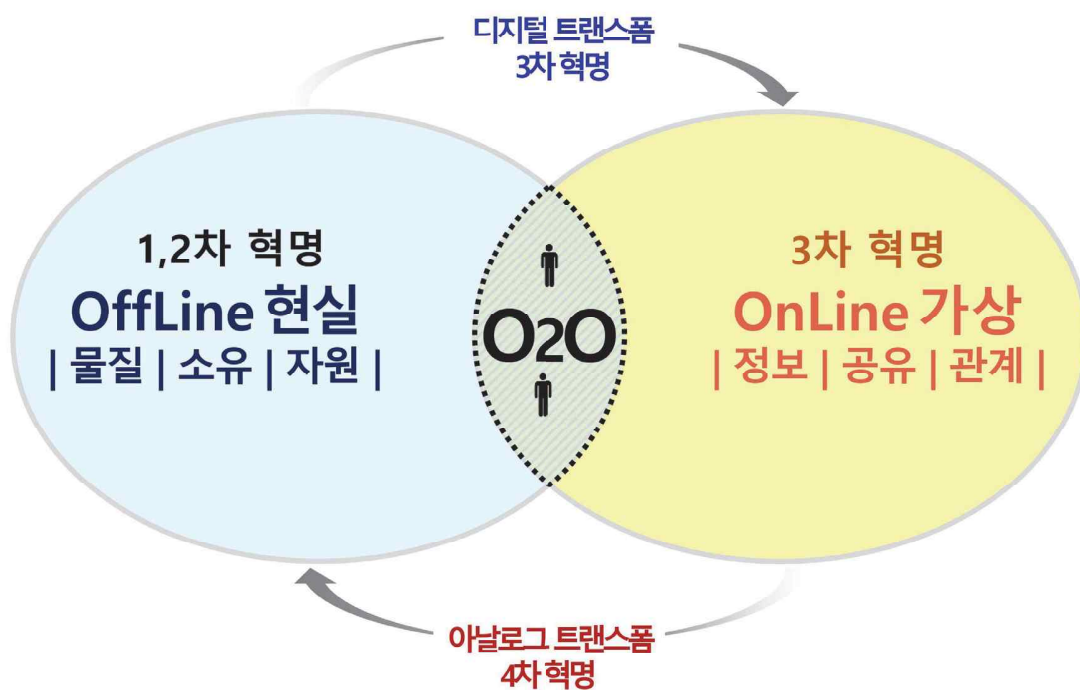 디지털 트랜스폼
3차 혁명
1,2차 혁명
OffLine 현실
| 물질 | 소유 | 자원 |
O2O
3차 혁명
OnLine 가상
| 정보 | 공유 | 관계 |
아날로그 트랜스폼
4차 혁명